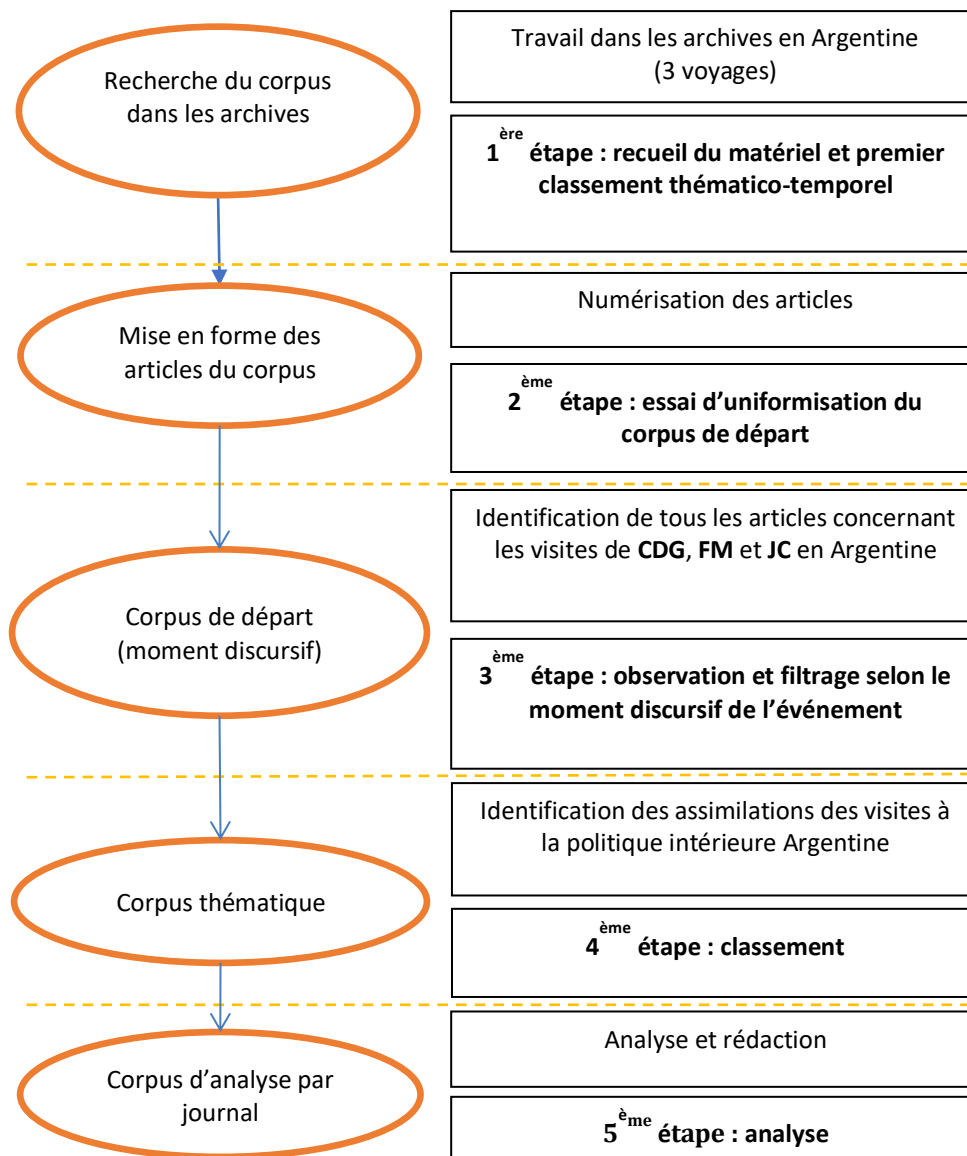 Recherche du corpus
dans les archives
Travail dans les archives en Argentine
(3 voyages)
1ère étape : recueil du matériel et premier
classement thématico-temporel
Mise en forme des
articles du corpus
Numérisation des articles
2ème étape : essai d’uniformisation du
corpus de départ
Corpus de départ
(moment discursif)
Identification de tous les articles concernant
les visites de CDG, FM et JC en Argentine
3ème étape : observation et filtrage selon le
moment discursif de l’événement
Corpus thématique
Identification des assimilations des visites à
la politique intérieure Argentine
4ème étape : classement
Corpus d’analyse par
journal
Analyse et rédaction
5ème étape : analyse